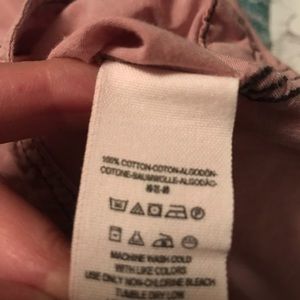 100% COTTON-COTON-ALGODÓN-
COTONE-BAUMWOLLE-ALGODÃO-
MACHINE WASH COLD
WITH LIKE COLORS
USE ONLY NON-CHLORINE BLEACH
TUMBLE DRY LOW